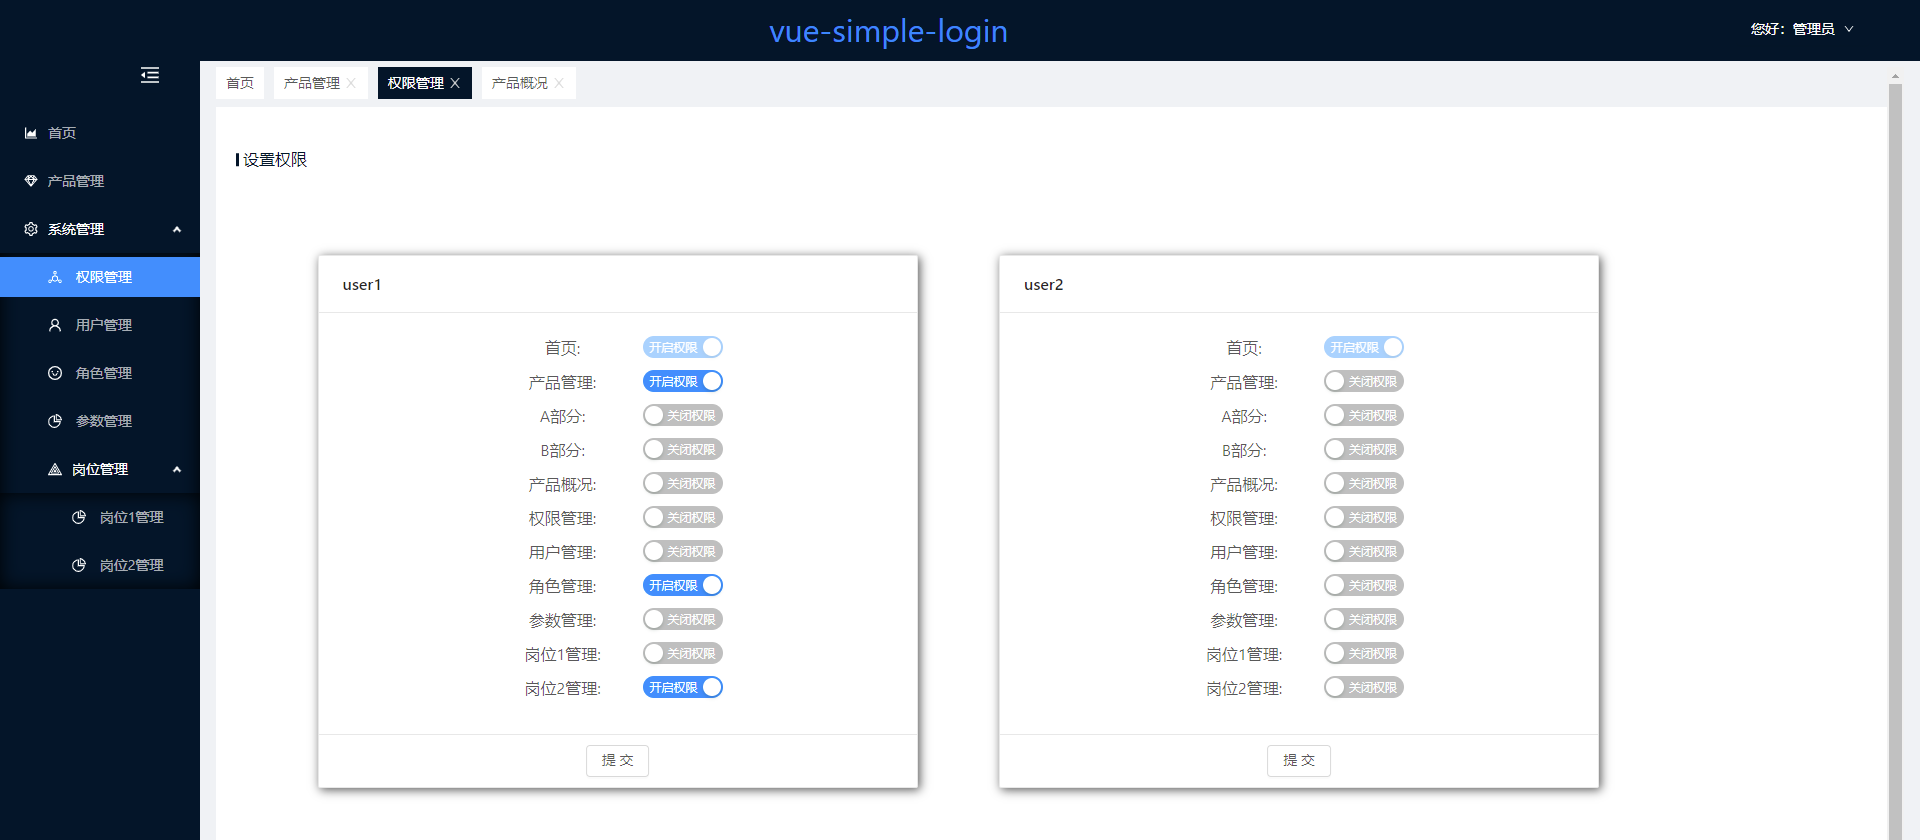 vue-simple-login
您好：管理员
首页
产品管理
系统管理
权限管理
用户管理
角色管理
参数管理
岗位管理
岗位1管理
岗位2管理
首页 产品管理 X 权限管理 X 产品概况 X
设置权限
user1
首页: 开启权限
产品管理: 开启权限
A部分: 关闭权限
B部分: 关闭权限
产品概况: 关闭权限
权限管理: 关闭权限
用户管理: 关闭权限
角色管理: 开启权限
参数管理: 关闭权限
岗位1管理: 关闭权限
岗位2管理: 开启权限
提 交
user2
首页: 开启权限
产品管理: 关闭权限
A部分: 关闭权限
B部分: 关闭权限
产品概况: 关闭权限
权限管理: 关闭权限
用户管理: 关闭权限
角色管理: 关闭权限
参数管理: 关闭权限
岗位1管理: 关闭权限
岗位2管理: 关闭权限
提 交